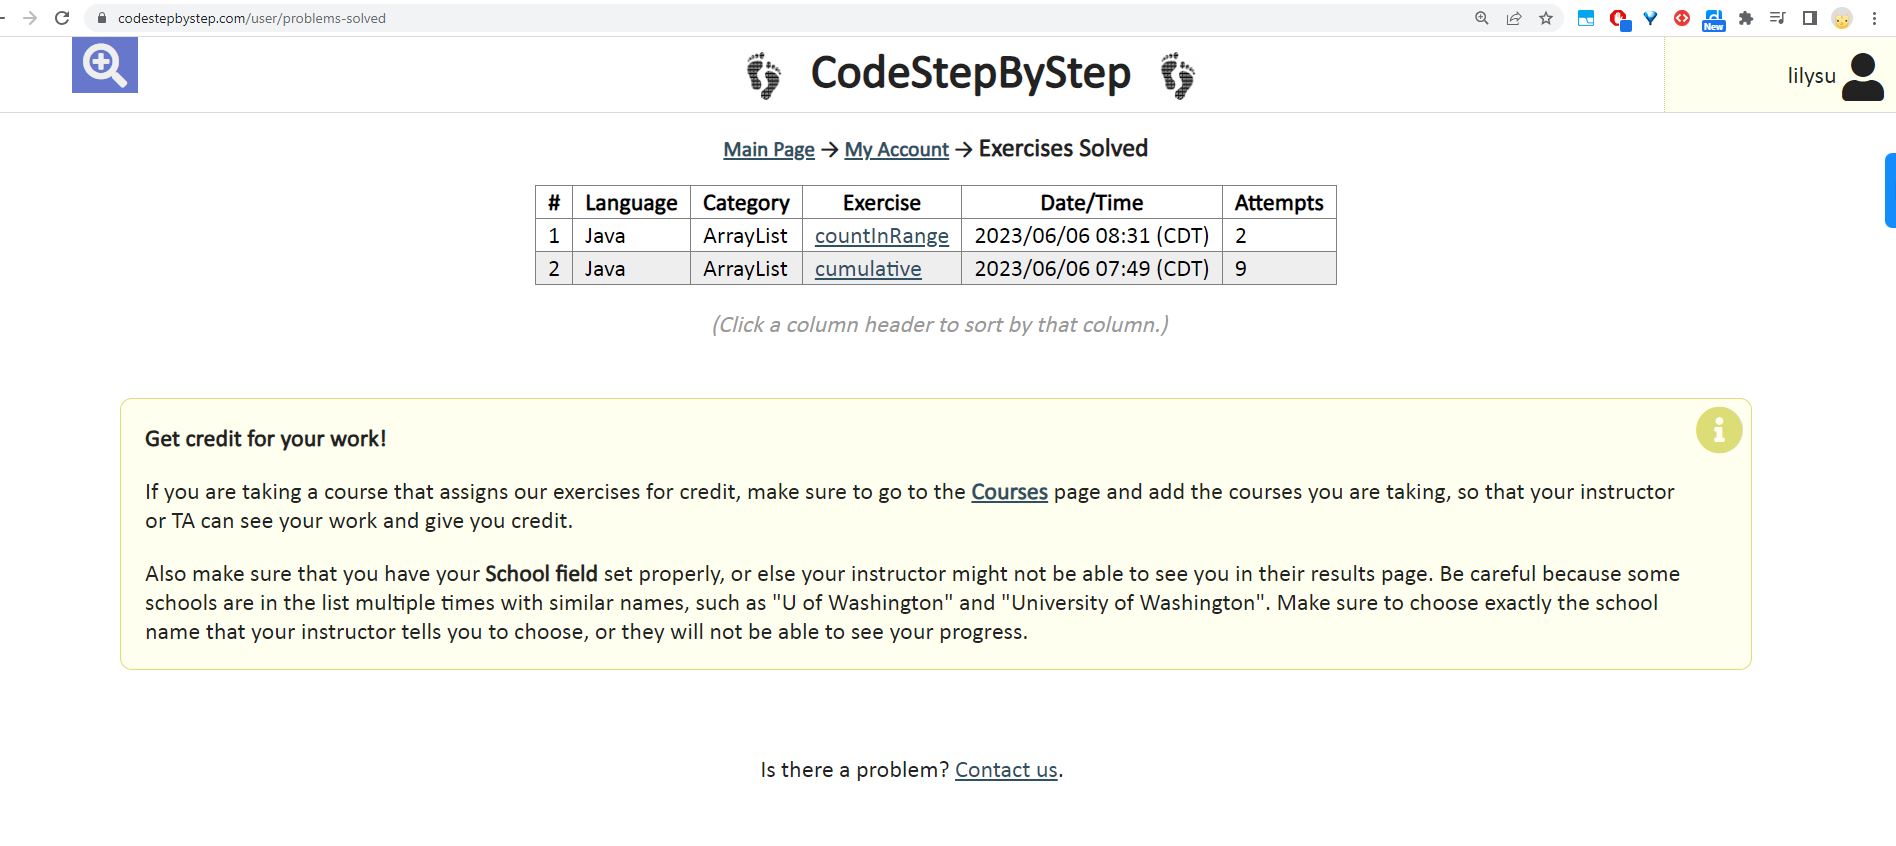 codestepbystep.com/user/problems-solved
New
CodeStepByStep
lilysu
Main Page → My Account → Exercises Solved
# Language Category Exercise Date/Time Attempts
1 Java ArrayList countInRange 2023/06/06 08:31 (CDT) 2
2 Java ArrayList cumulative 2023/06/06 07:49 (CDT) 9
(Click a column header to sort by that column.)
Get credit for your work!
If you are taking a course that assigns our exercises for credit, make sure to go to the Courses page and add the courses you are taking, so that your instructor
or TA can see your work and give you credit.
Also make sure that you have your School field set properly, or else your instructor might not be able to see you in their results page. Be careful because some
schools are in the list multiple times with similar names, such as "U of Washington" and "University of Washington". Make sure to choose exactly the school
name that your instructor tells you to choose, or they will not be able to see your progress.
Is there a problem? Contact us.